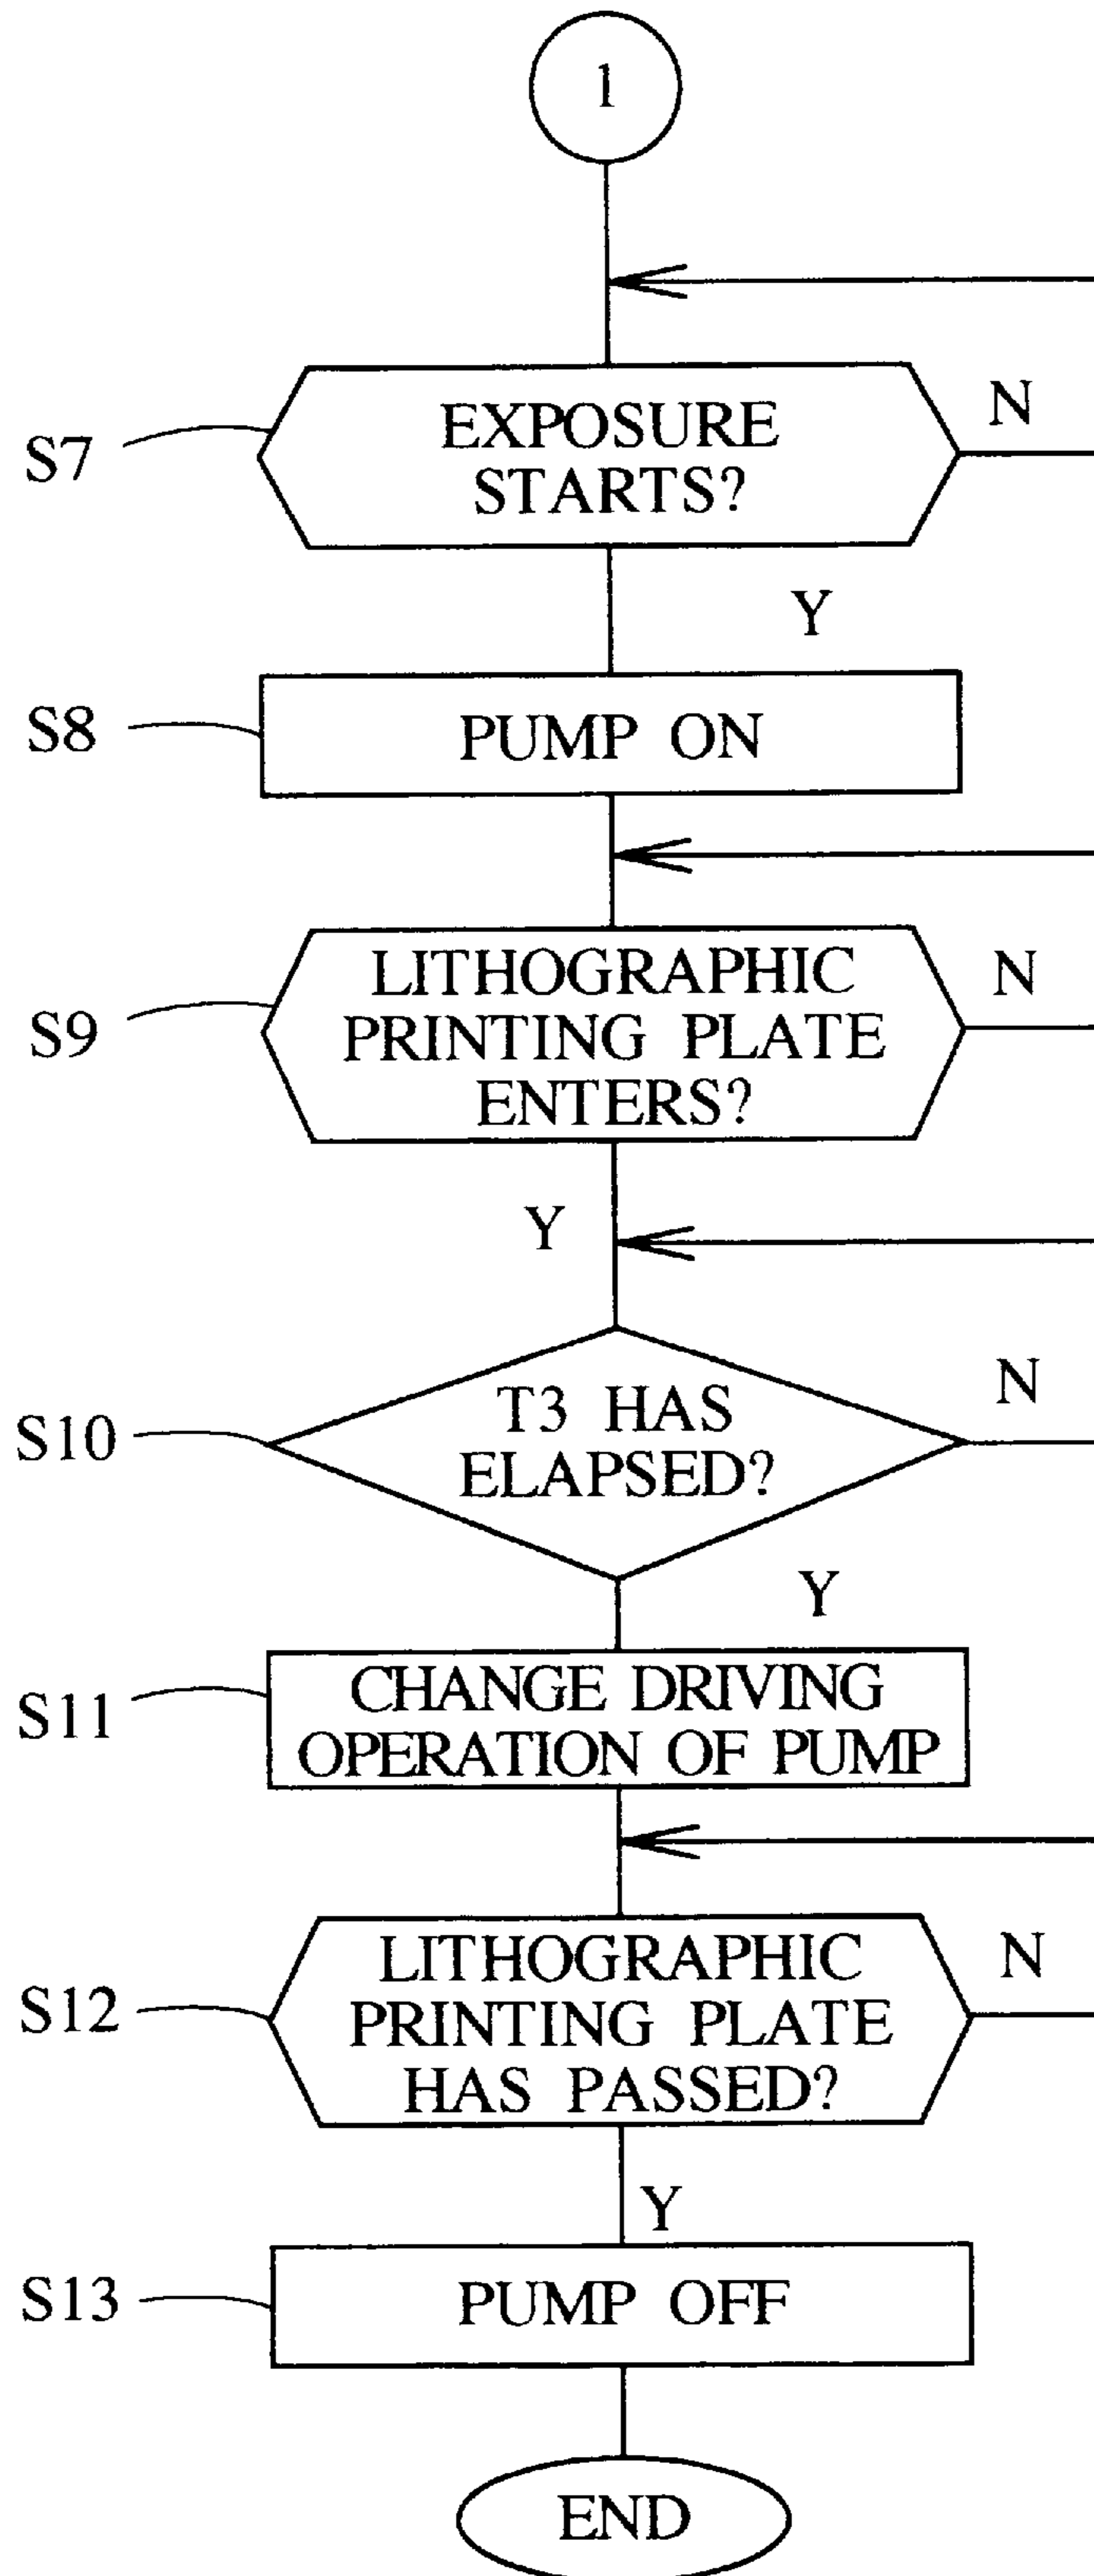 1
EXPOSURE
STARTS?
N
S7
Y
S8
PUMP ON
LITHOGRAPHIC
PRINTING PLATE
ENTERS?
N
S9
Y
T3 HAS
ELAPSED?
N
S10
Y
CHANGE DRIVING
OPERATION OF PUMP
S11
LITHOGRAPHIC
PRINTING PLATE
HAS PASSED?
N
S12
Y
PUMP OFF
S13
END